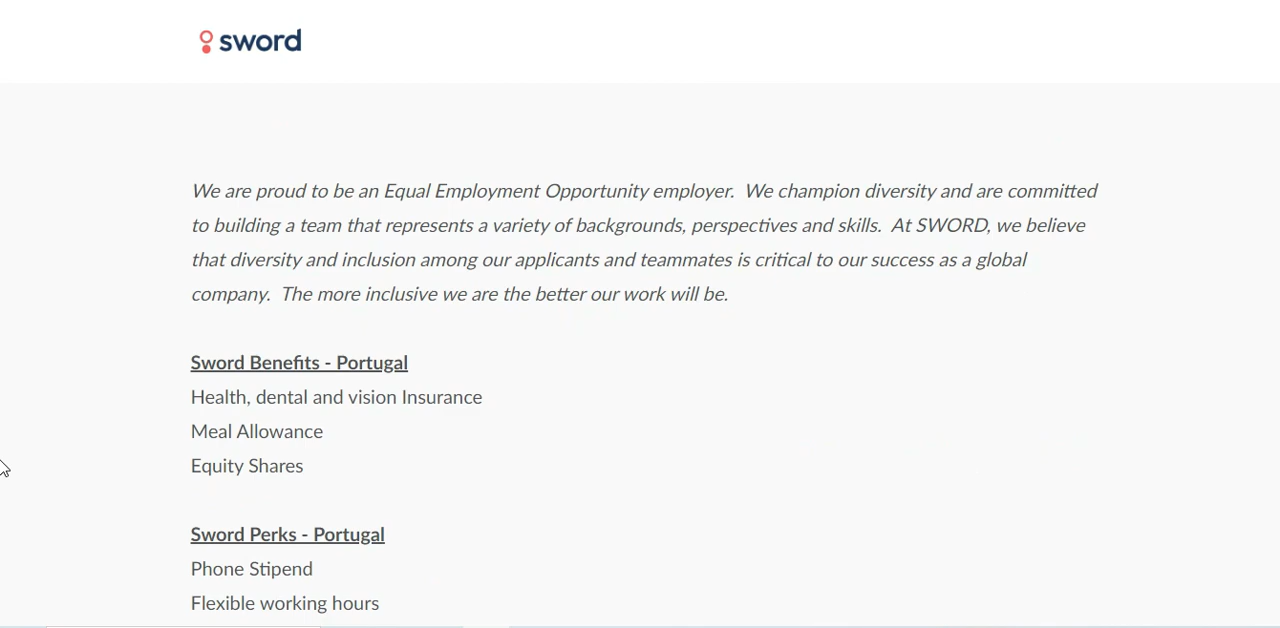 sword
We are proud to be an Equal Employment Opportunity employer.  We champion diversity and are committed
to building a team that represents a variety of backgrounds, perspectives and skills.  At SWORD, we believe
that diversity and inclusion among our applicants and teammates is critical to our success as a global
company.  The more inclusive we are the better our work will be.
Sword Benefits - Portugal
Health, dental and vision Insurance
Meal Allowance
Equity Shares
Sword Perks - Portugal
Phone Stipend
Flexible working hours